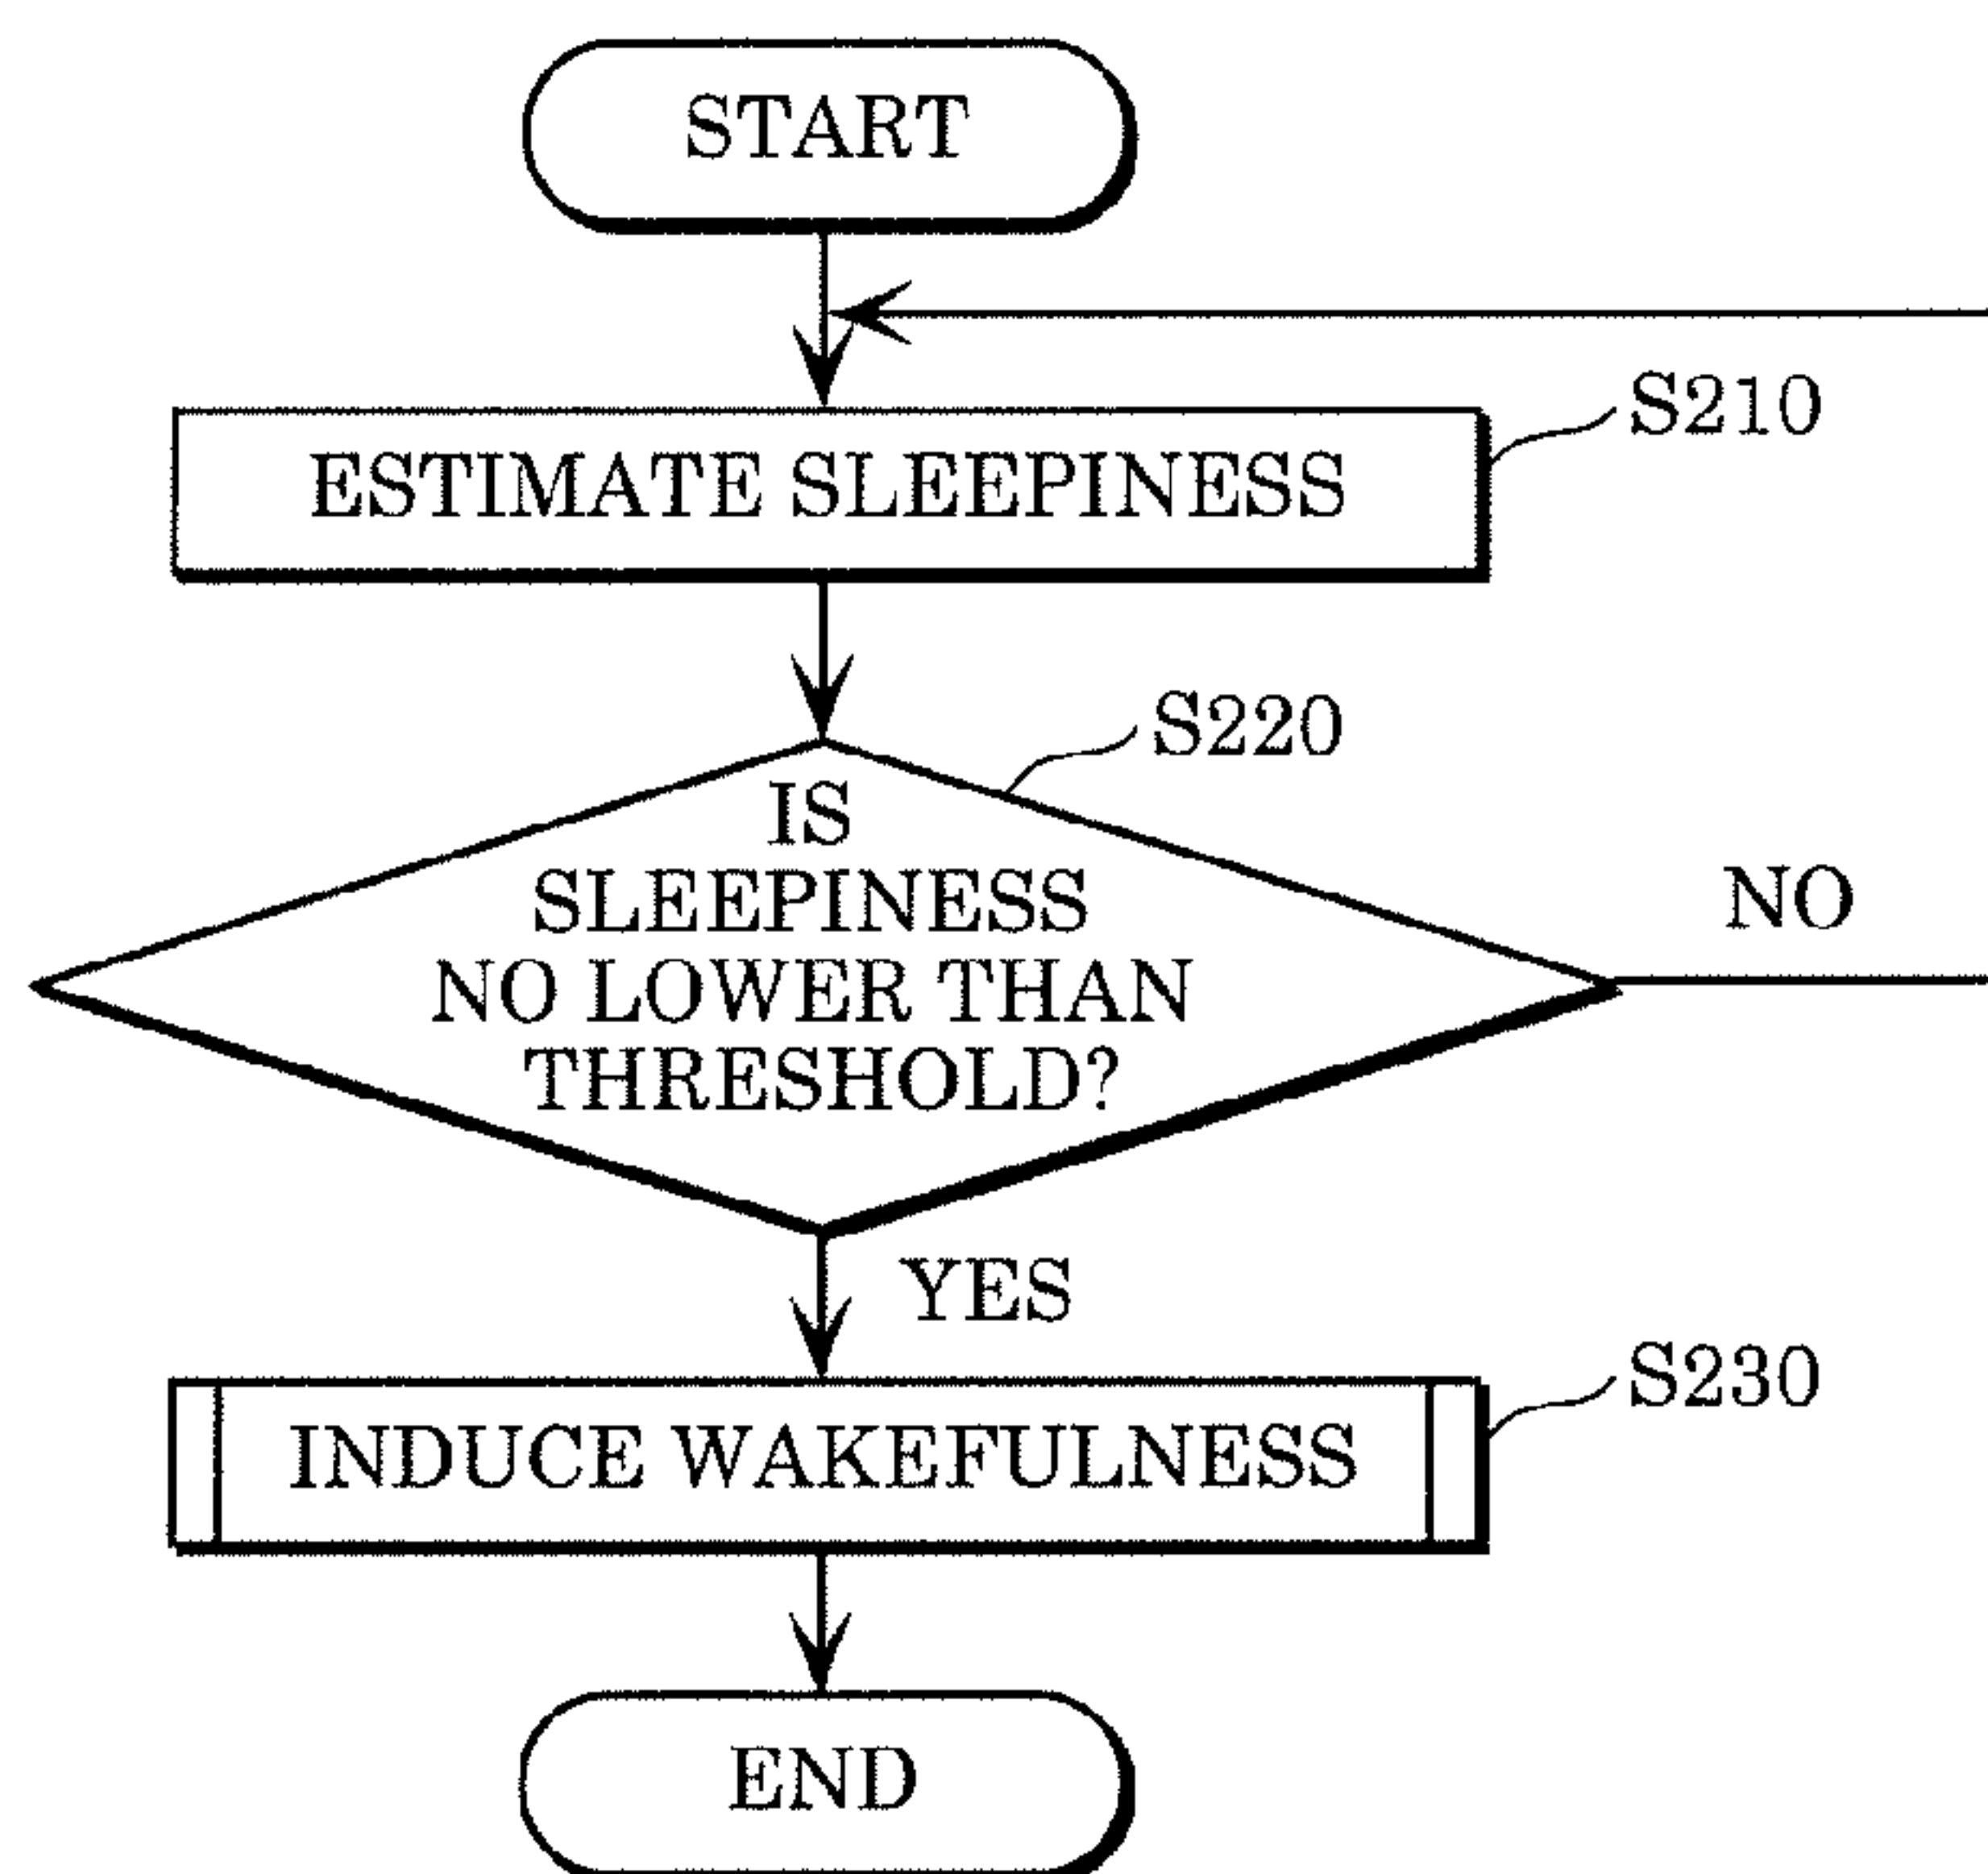 START
S210
ESTIMATE SLEEPINESS
S220
IS
SLEEPINESS
NO LOWER THAN
THRESHOLD?
NO
YES
S230
INDUCE WAKEFULNESS
END